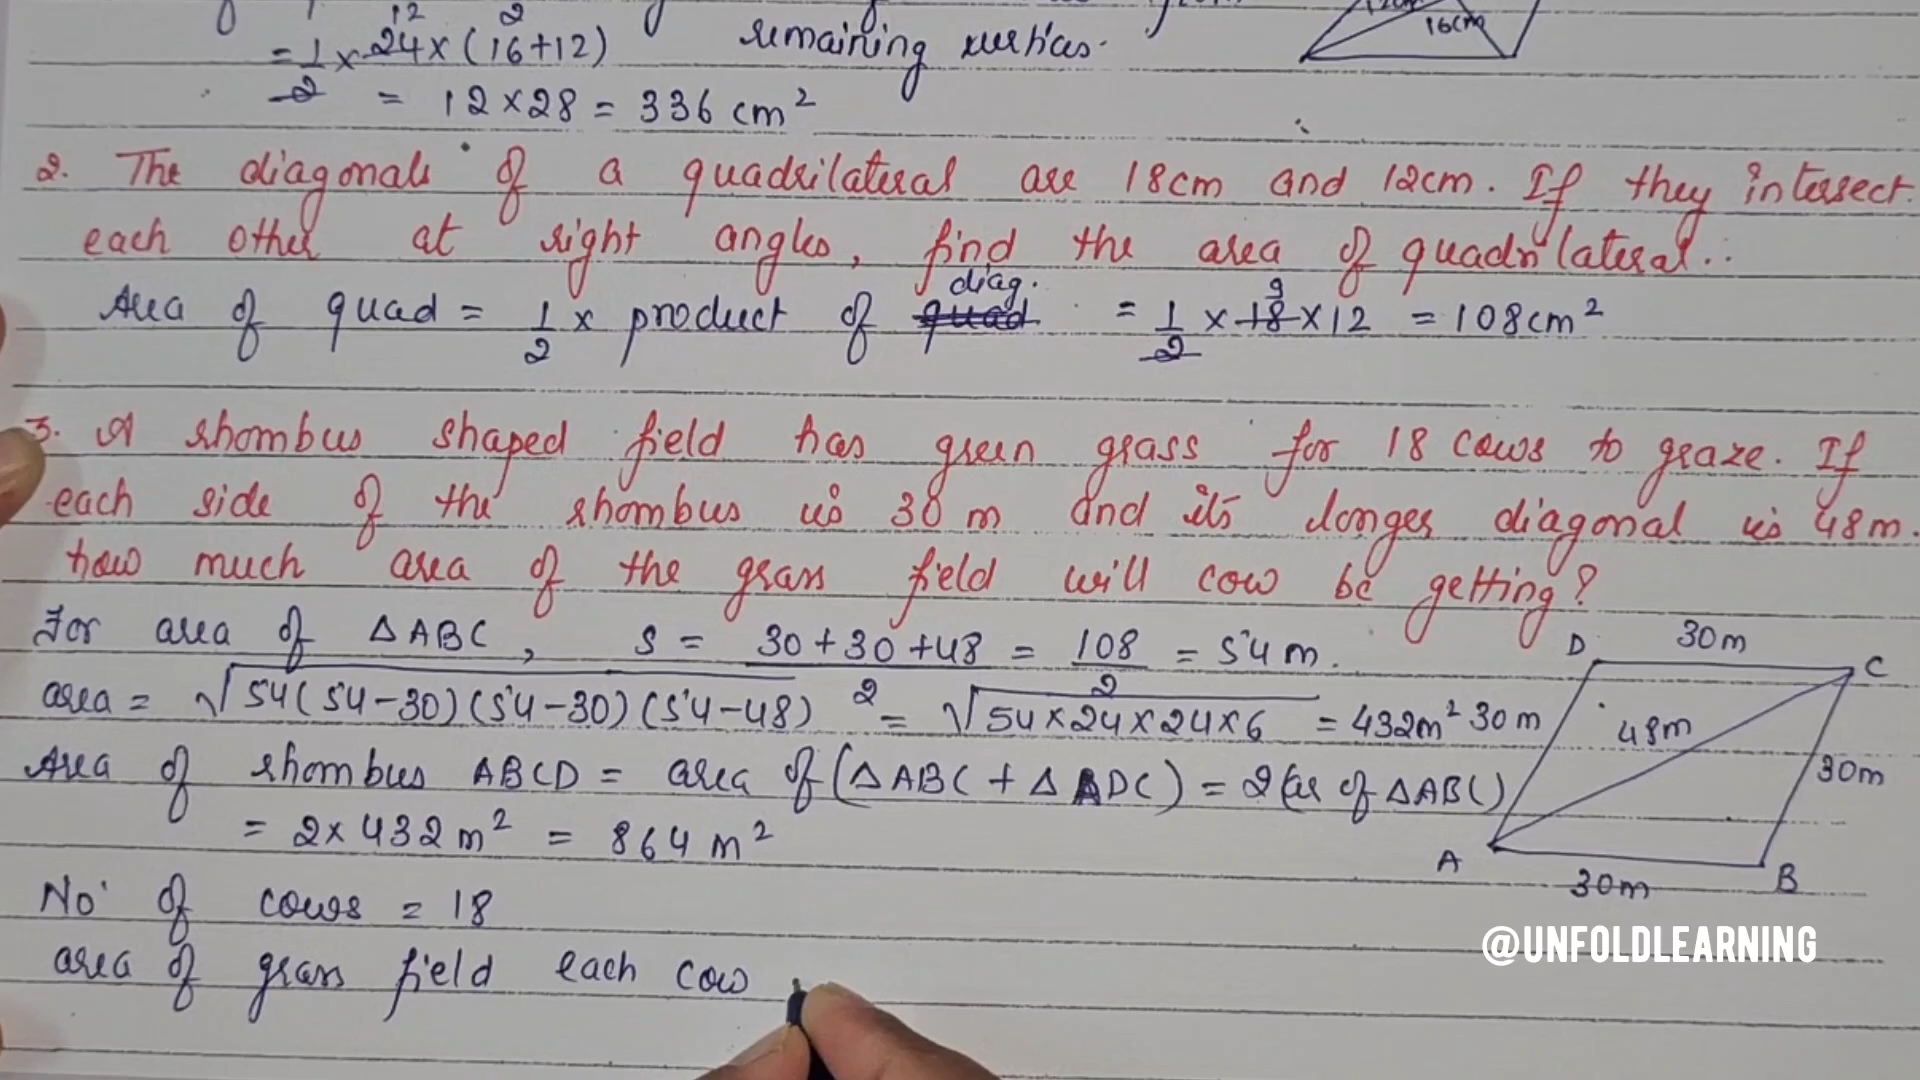 = 1/2 × 24 × (16+12) 12 2 remaining vertices. 12cm 16cm
= 12×28 = 336 cm²
2. The diagonals of a quadrilateral are 18cm and 12cm. If they intersect
each other at right angles, find the area of quadrilateral.
Area of quad = 1/2 × product of quad diag. = 1/2 × 18 × 12 = 108cm² 9
3. A rhombus shaped field has green grass for 18 cows to graze. If
each side of the rhombus is 30 m and its longer diagonal is 48m.
how much area of the grass field will cow be getting?
For area of ΔABC, S = 30+30+48/2 = 108/2 = 54 m.
area = √54(54-30)(54-30)(54-48) = √54×24×24×6 = 432m²
Area of rhombus ABCD = area of (ΔABC + ΔADC) = 2(ar of ΔABC)
= 2×432 m² = 864 m²
No. of cows = 18
area of grass field each cow
D 30m C
30m 48m 30m
A 30m B
@UNFOLDLEARNING